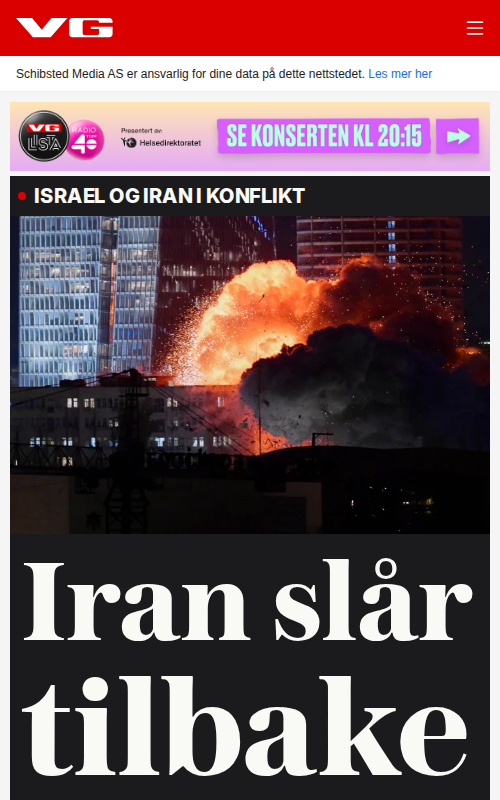 VG
Schibsted Media AS er ansvarlig for dine data på dette nettstedet. Les mer her
VG
LISTA
RADIO
TOPP
40
Presentert av:
Helsedirektoratet
SE KONSERTEN KL 20:15
ISRAEL OG IRAN I KONFLIKT
Iran slår
tilbake